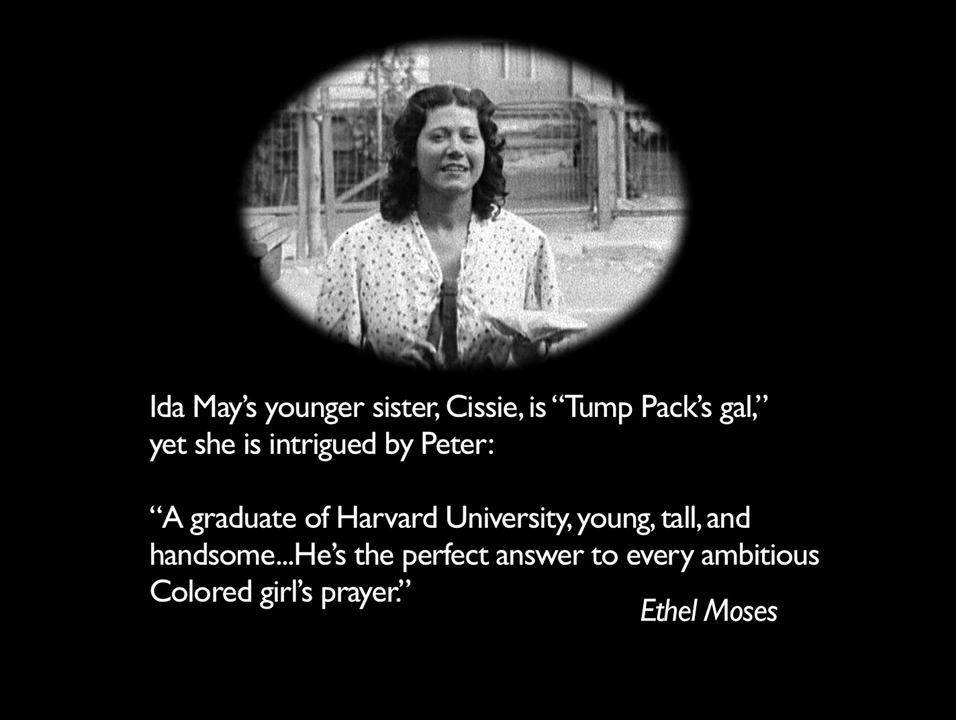 Ida May’s younger sister, Cissie, is “Tump Pack’s gal,”
yet she is intrigued by Peter:
“A graduate of Harvard University, young, tall, and
handsome...He’s the perfect answer to every ambitious
Colored girl’s prayer.”
Ethel Moses